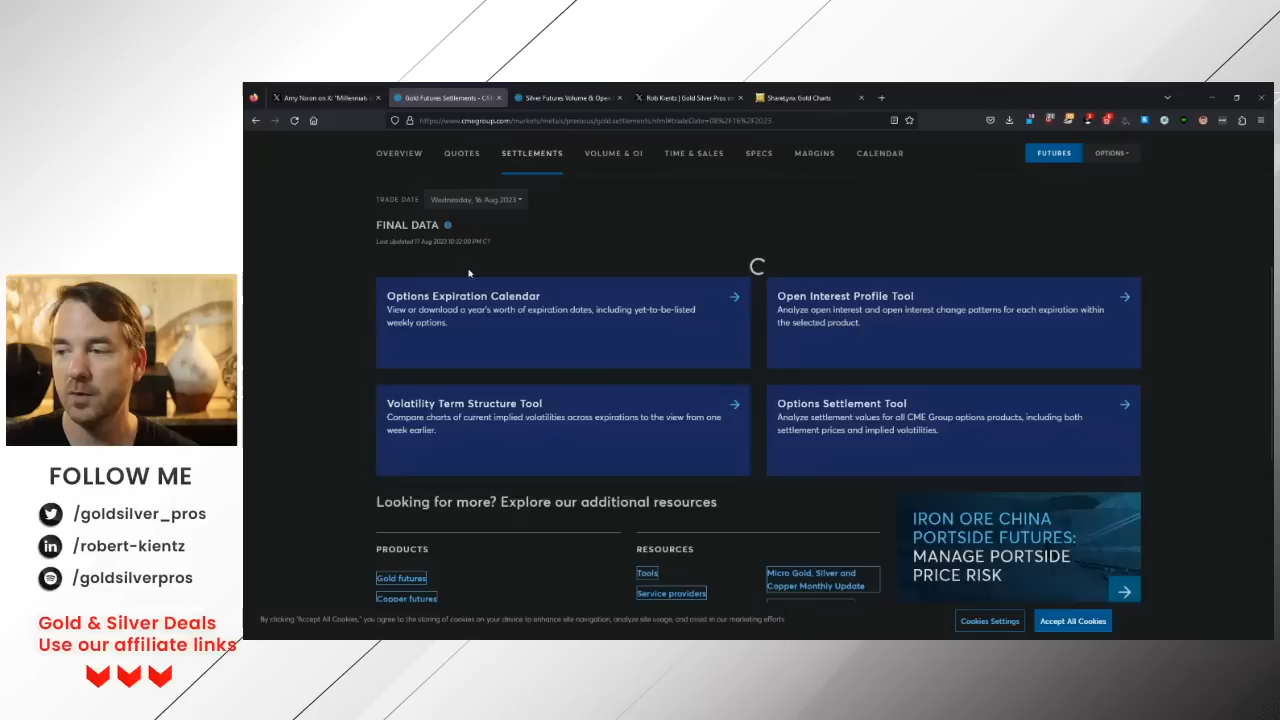 Amy Nixon on X: "Millennials
Gold Futures Settlements - CME
Silver Futures Volume & Open
Rob Kientz | Gold Silver Pros on
ShareLynx Gold Charts
https://www.cmegroup.com/markets/metals/precious/gold.settlements.html#tradeDate=08%2F16%2F2023
OVERVIEW
QUOTES
SETTLEMENTS
VOLUME & OI
TIME & SALES
SPECS
MARGINS
CALENDAR
FUTURES
OPTIONS
TRADE DATE
Wednesday, 16 Aug 2023
FINAL DATA
Last Updated 17 Aug 2023 10:32:00 PM CT
Options Expiration Calendar
View or download a year's worth of expiration dates, including yet-to-be-listed
weekly options.
Open Interest Profile Tool
Analyze open interest and open interest change patterns for each expiration within
the selected product.
Volatility Term Structure Tool
Compare charts of current implied volatilities across expirations to the view from one
week earlier.
Options Settlement Tool
Analyze settlement values for all CME Group options products, including both
settlement prices and implied volatilities.
Looking for more? Explore our additional resources
PRODUCTS
Gold futures
Copper futures
RESOURCES
Tools
Service providers
Micro Gold, Silver and
Copper Monthly Update
IRON ORE CHINA
PORTSIDE FUTURES:
MANAGE PORTSIDE
PRICE RISK
By clicking "Accept All Cookies," you agree to the storing of cookies on your device to enhance site navigation, analyze site usage, and assist in our marketing efforts.
Cookies Settings
Accept All Cookies
FOLLOW ME
/goldsilver_pros
/robert-kientz
/goldsilverpros
Gold & Silver Deals
Use our affiliate links